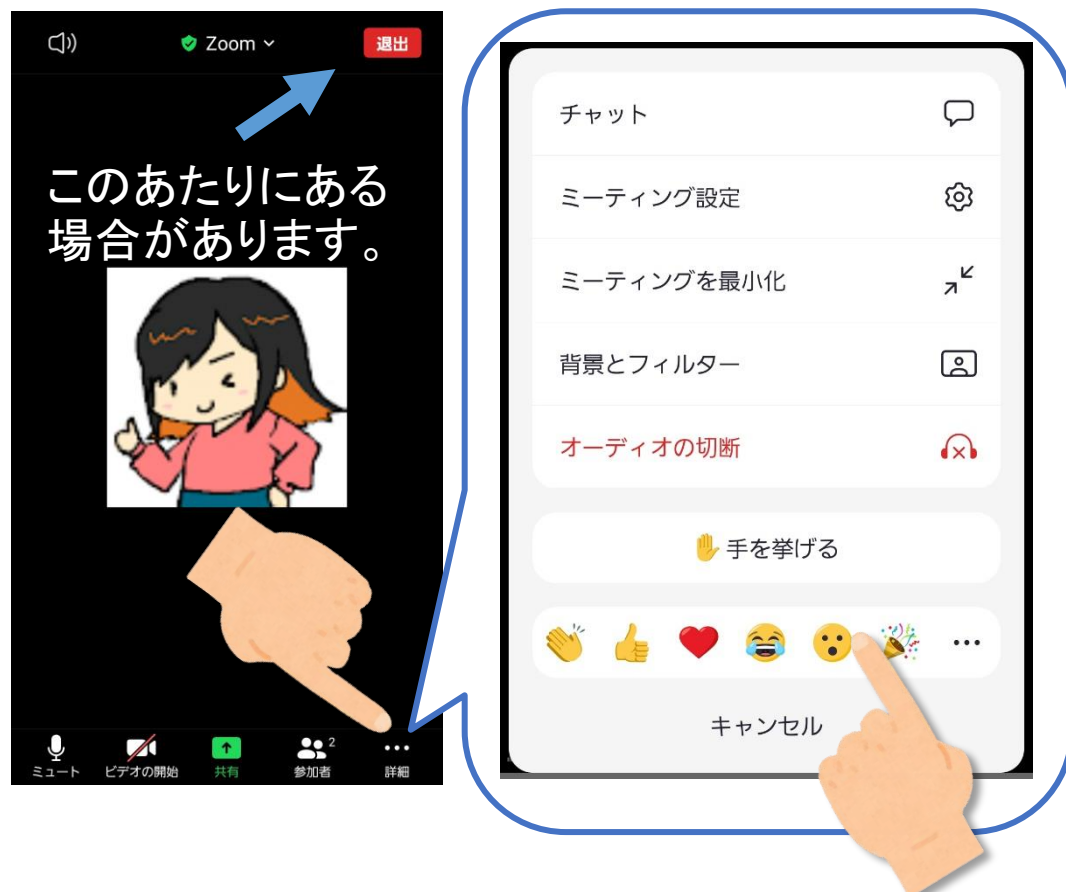 Zoom
退出
このあたりにある
場合があります。
ミュート
ビデオの開始
共有
参加者
2
詳細
チャット
ミーティング設定
ミーティングを最小化
背景とフィルター
オーディオの切断
手を挙げる
キャンセル